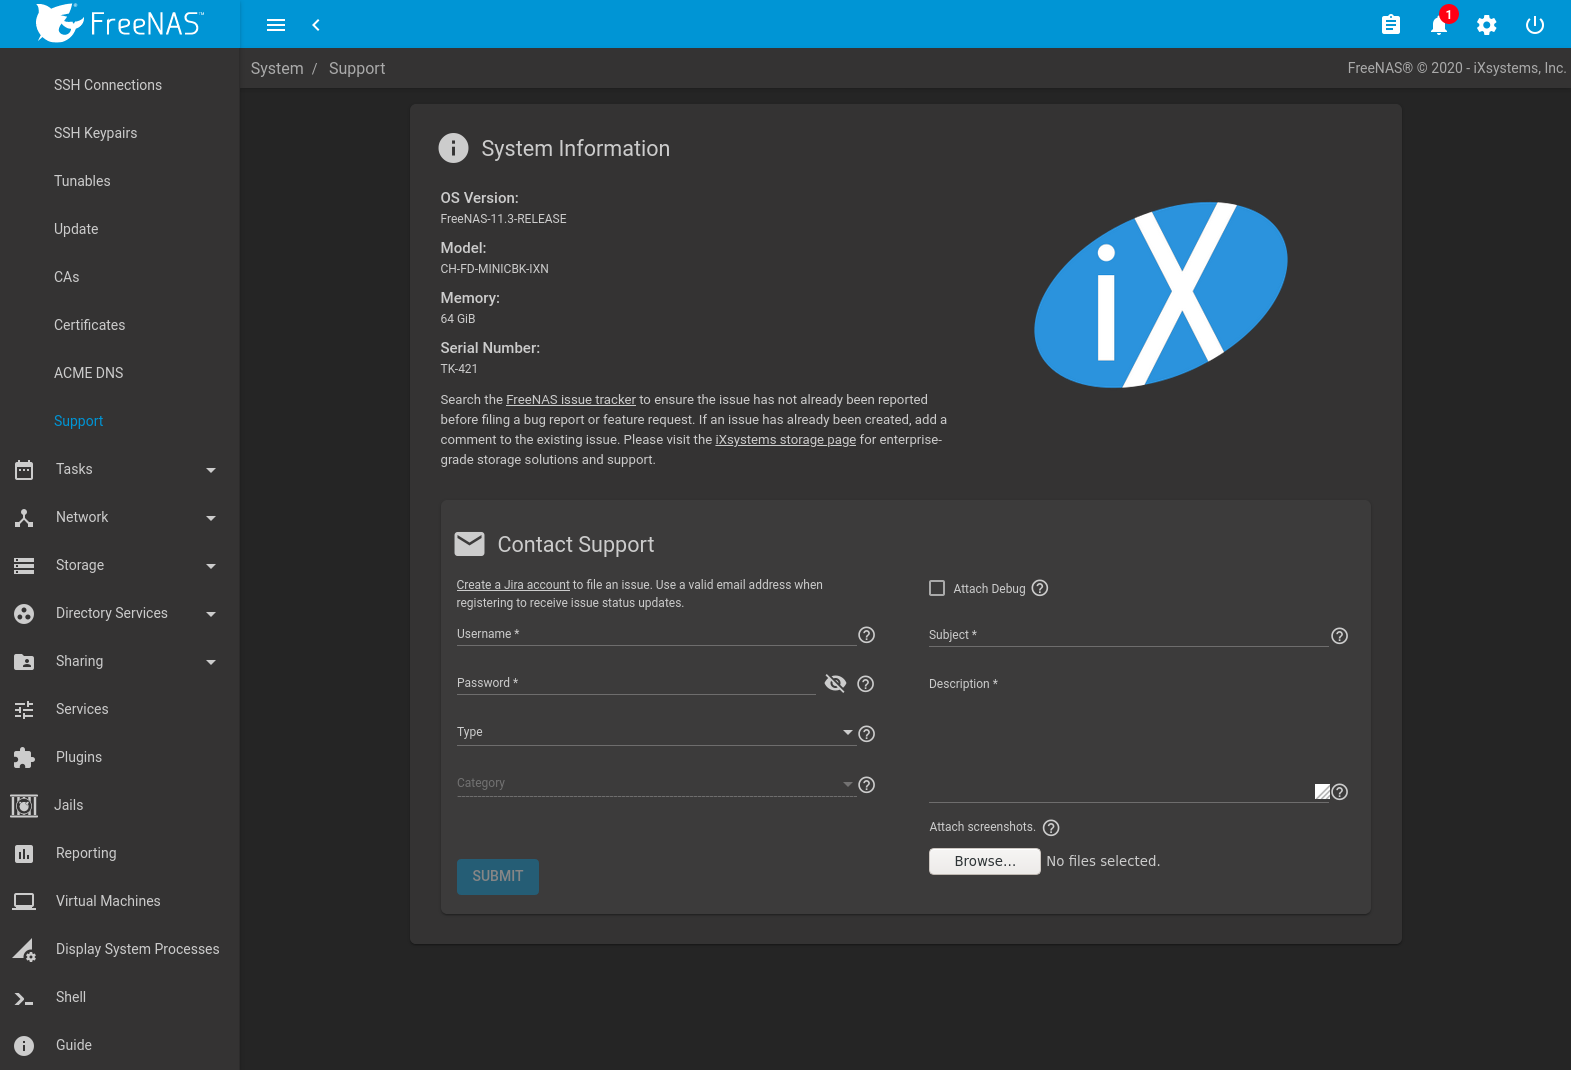 FreeNAS™
1
System / Support
FreeNAS® © 2020 - iXsystems, Inc.
SSH Connections
SSH Keypairs
Tunables
Update
CAs
Certificates
ACME DNS
Support
Tasks
Network
Storage
Directory Services
Sharing
Services
Plugins
Jails
Reporting
Virtual Machines
Display System Processes
Shell
Guide
System Information
OS Version:
FreeNAS-11.3-RELEASE
Model:
CH-FD-MINICBK-IXN
Memory:
64 GiB
Serial Number:
TK-421
iX
Search the FreeNAS issue tracker to ensure the issue has not already been reported
before filing a bug report or feature request. If an issue has already been created, add a
comment to the existing issue. Please visit the iXsystems storage page for enterprise-
grade storage solutions and support.
Contact Support
Create a Jira account to file an issue. Use a valid email address when
registering to receive issue status updates.
Username *
Password *
Type
Category
SUBMIT
Attach Debug
Subject *
Description *
Attach screenshots.
Browse... No files selected.